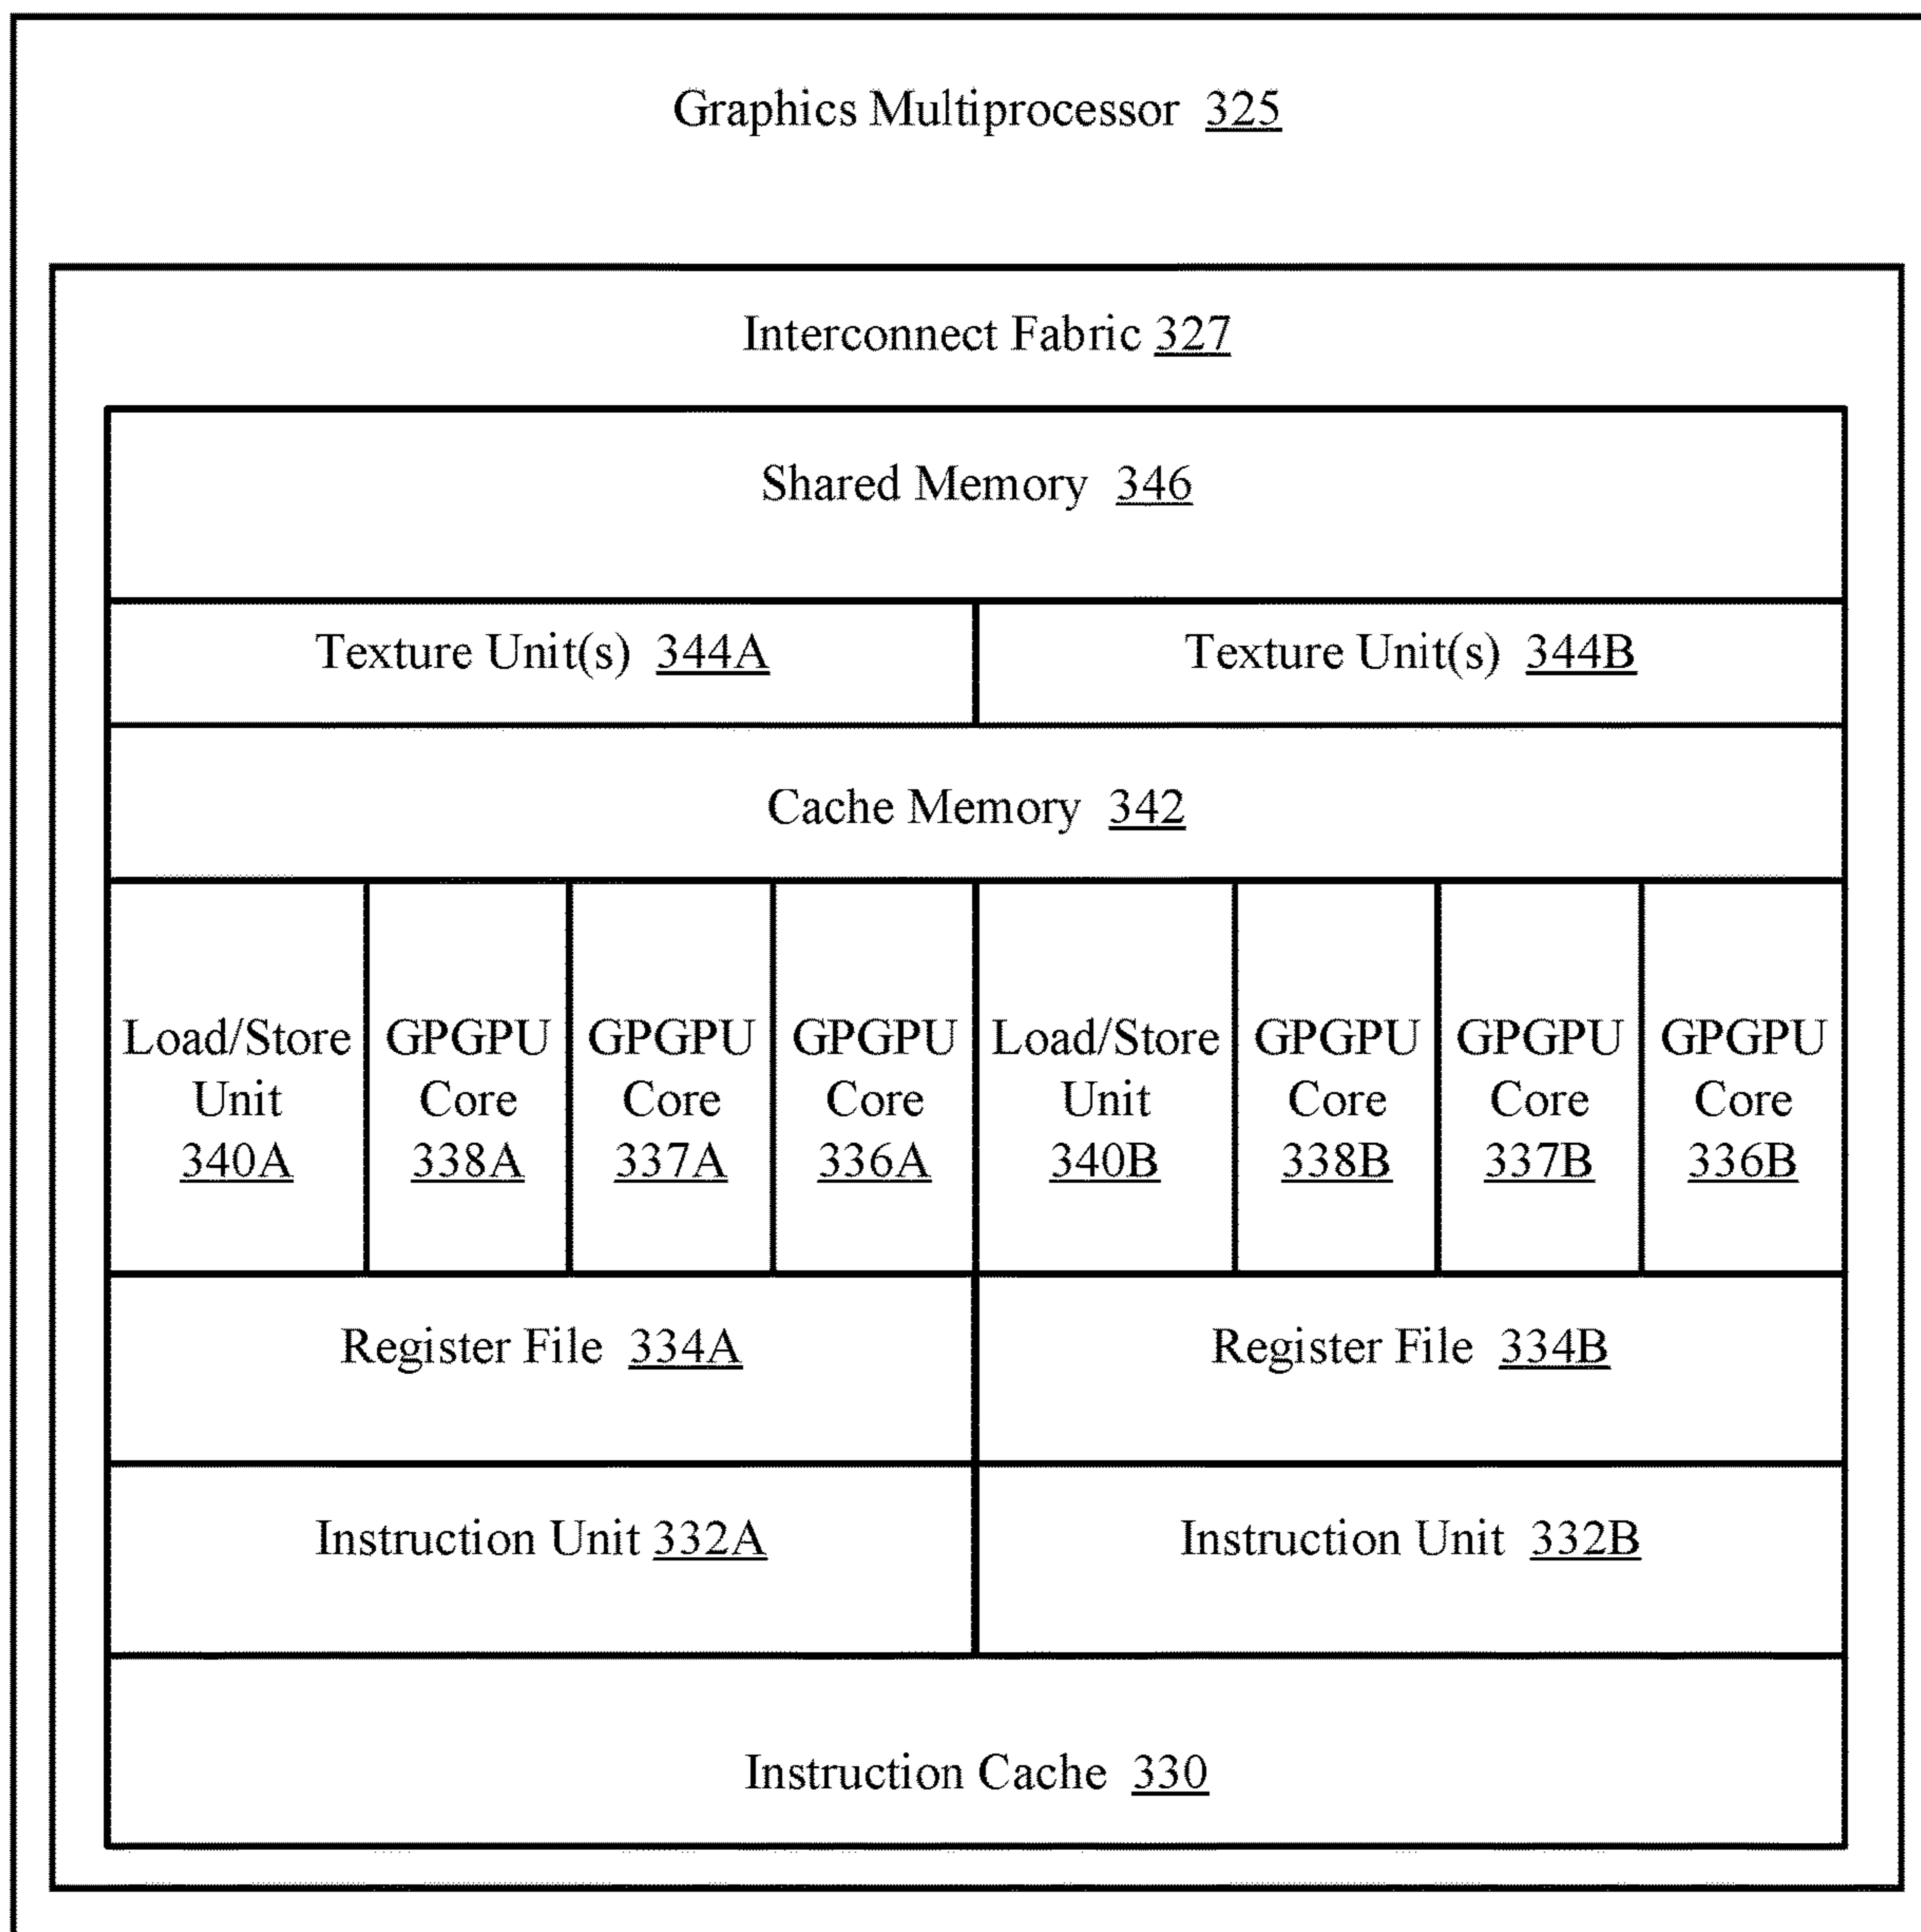 Graphics Multiprocessor 325
Interconnect Fabric 327
Shared Memory 346
Texture Unit(s) 344A
Texture Unit(s) 344B
Cache Memory 342
Load/Store
Unit
340A
GPGPU
Core
338A
GPGPU
Core
337A
GPGPU
Core
336A
Load/Store
Unit
340B
GPGPU
Core
338B
GPGPU
Core
337B
GPGPU
Core
336B
Register File 334A
Register File 334B
Instruction Unit 332A
Instruction Unit 332B
Instruction Cache 330